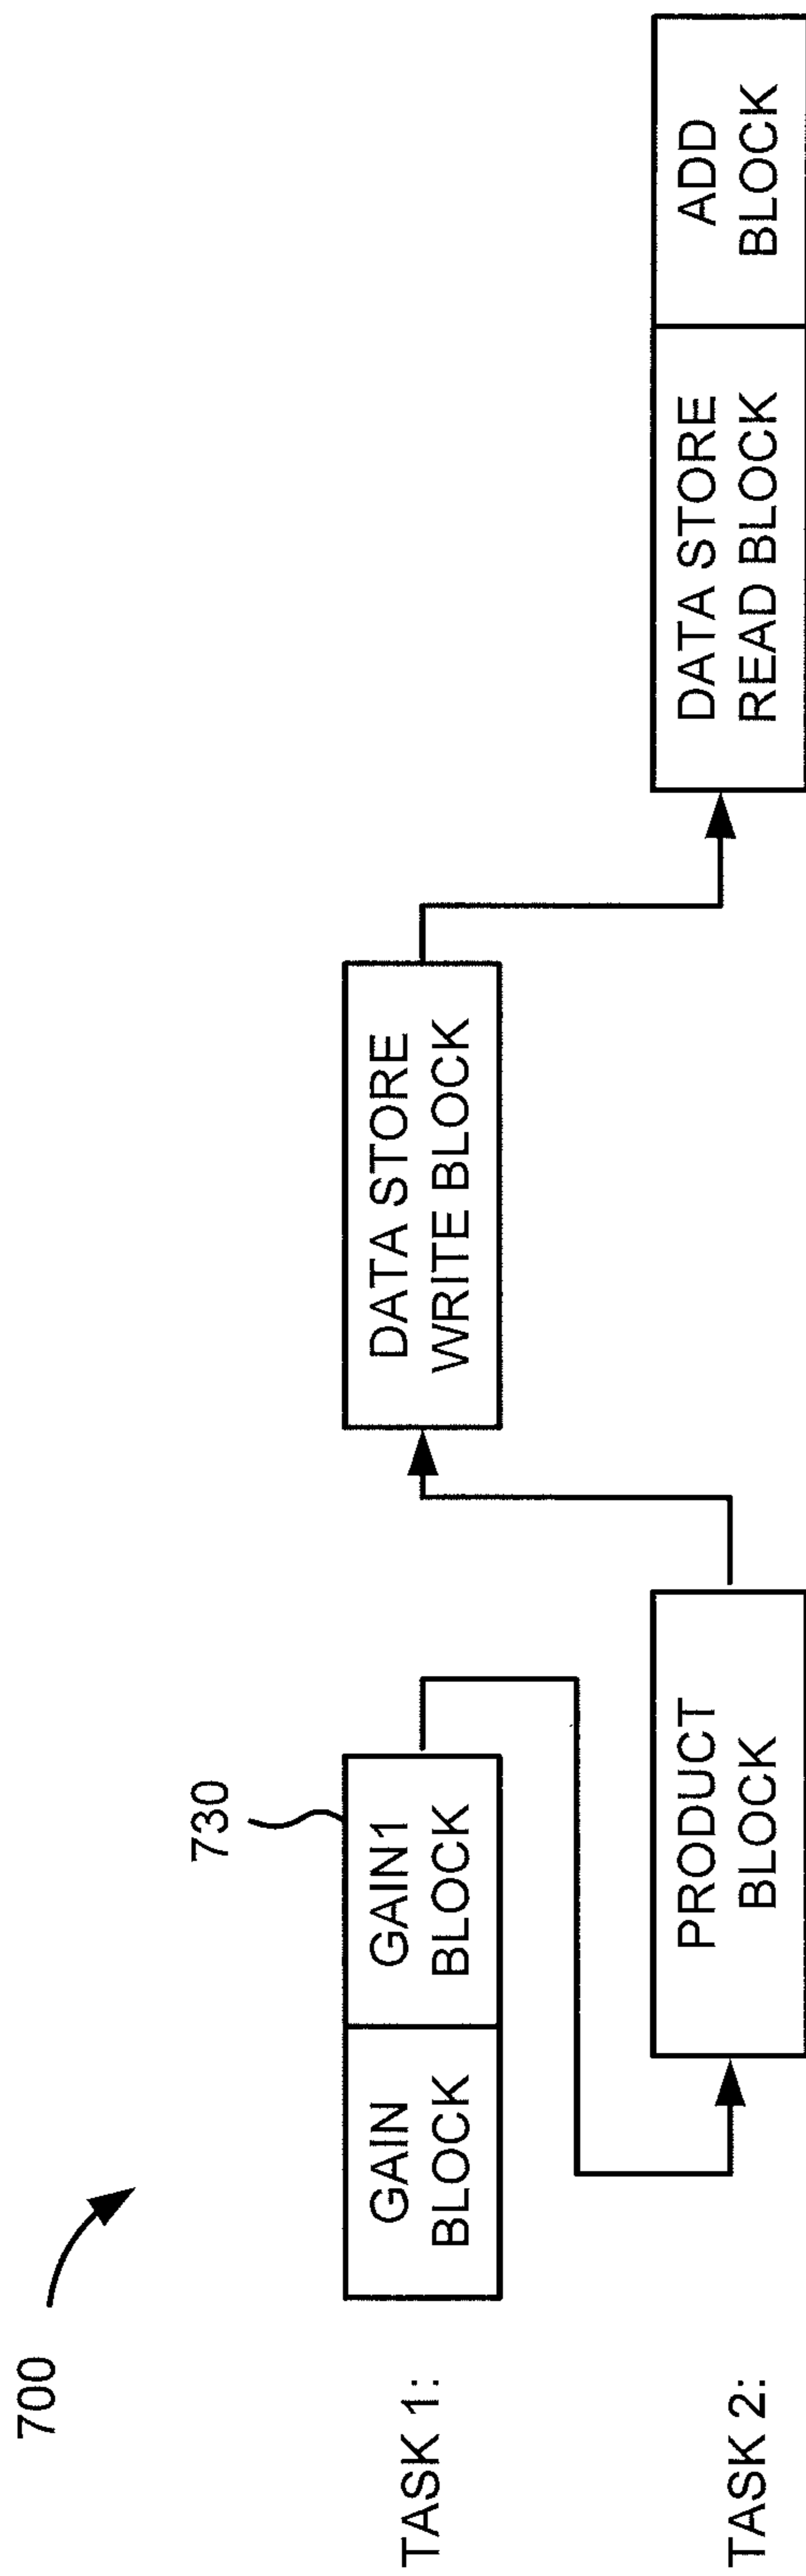 700
730
TASK 1:
GAIN
BLOCK
GAIN1
BLOCK
DATA STORE
WRITE BLOCK
TASK 2:
PRODUCT
BLOCK
DATA STORE
READ BLOCK
ADD
BLOCK